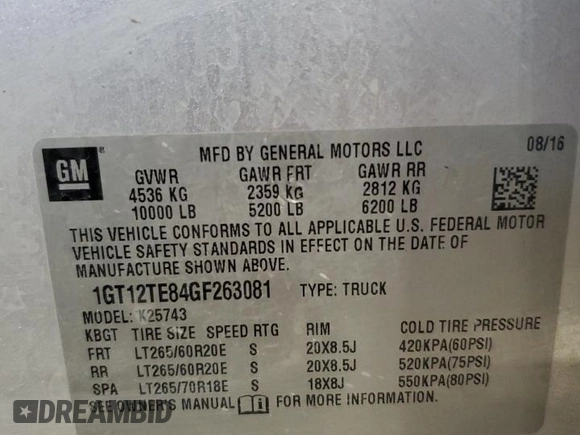 GM
MFD BY GENERAL MOTORS LLC 08/16
GVWR GAWR FRT GAWR RR
4536 KG 2359 KG 2812 KG
10000 LB 5200 LB 6200 LB
THIS VEHICLE CONFORMS TO ALL APPLICABLE U.S. FEDERAL MOTOR
VEHICLE SAFETY STANDARDS IN EFFECT ON THE DATE OF
MANUFACTURE SHOWN ABOVE.
1GT12TE84GF263081 TYPE: TRUCK
MODEL: K25743
KBGT TIRE SIZE SPEED RTG RIM COLD TIRE PRESSURE
FRT LT265/60R20E S 20X8.5J 420KPA(60PSI)
RR LT265/60R20E S 20X8.5J 520KPA(75PSI)
SPA LT265/70R18E S 18X8J 550KPA(80PSI)
SEE OWNER'S MANUAL FOR MORE INFORMATION
DREAMBID